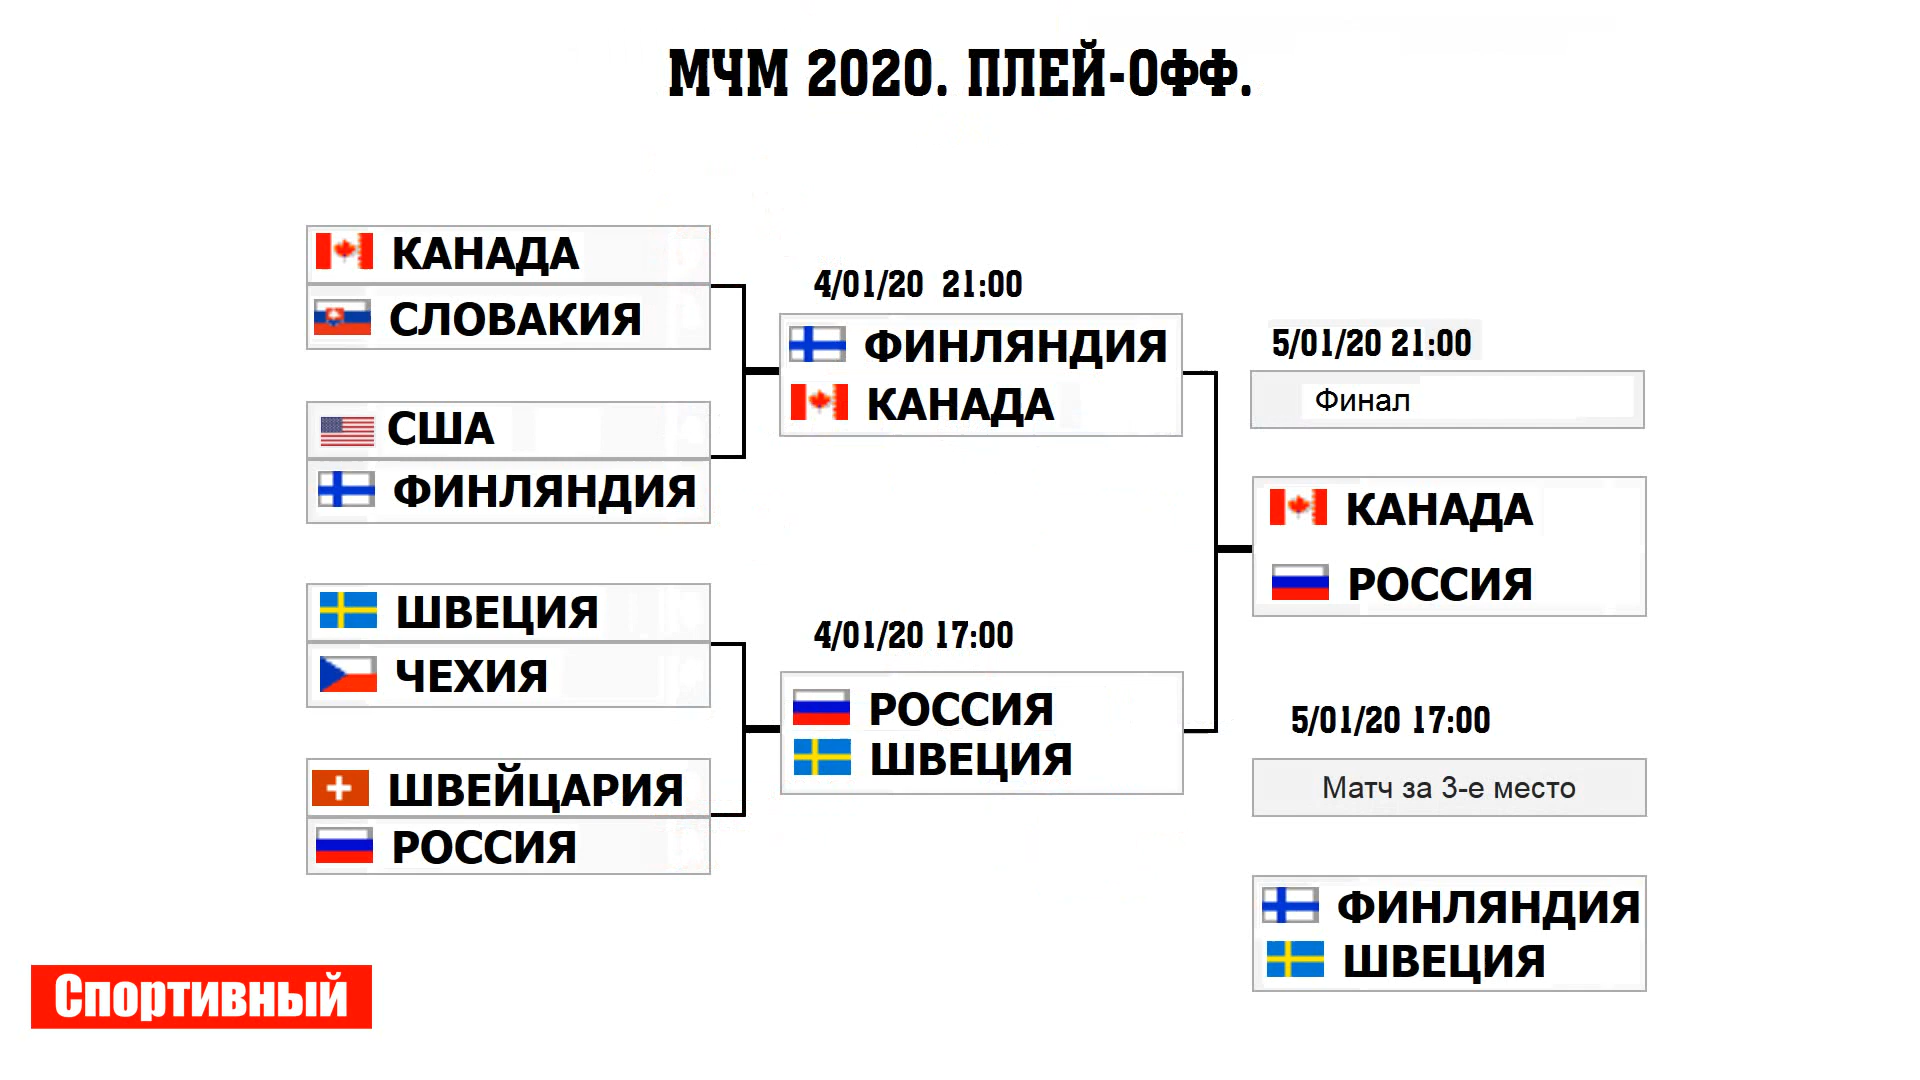 МЧМ 2020. ПЛЕЙ-ОФФ.
КАНАДА
СЛОВАКИЯ
США
ФИНЛЯНДИЯ
ШВЕЦИЯ
ЧЕХИЯ
ШВЕЙЦАРИЯ
РОССИЯ
4/01/20 21:00
ФИНЛЯНДИЯ
КАНАДА
4/01/20 17:00
РОССИЯ
ШВЕЦИЯ
5/01/20 21:00
Финал
КАНАДА
РОССИЯ
5/01/20 17:00
Матч за 3-е место
ФИНЛЯНДИЯ
ШВЕЦИЯ
Спортивный